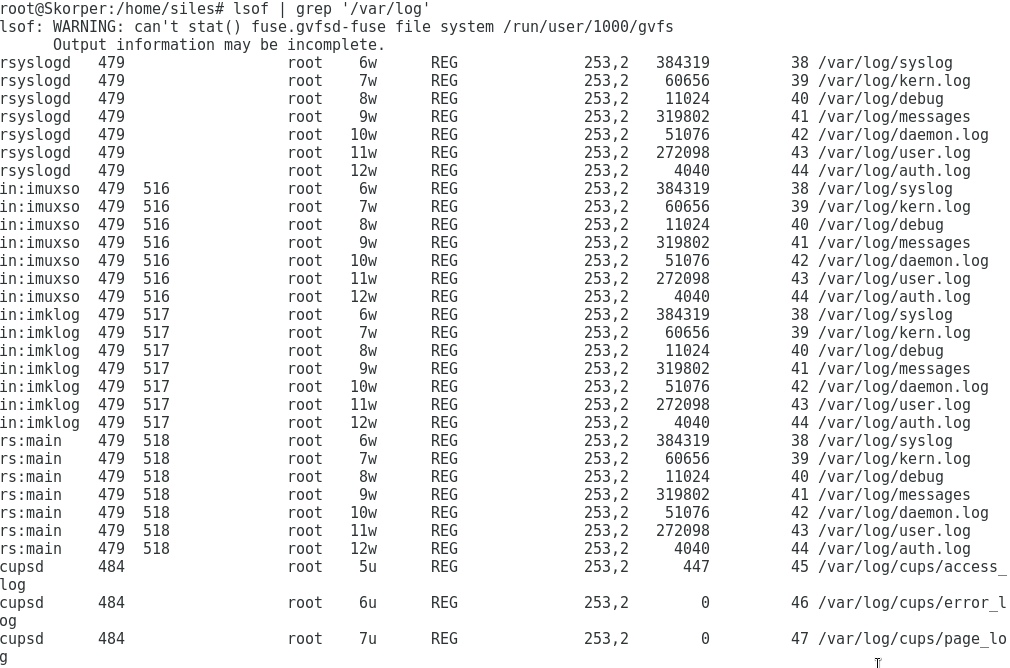 root@Skorper:/home/siles# lsof | grep '/var/log'
lsof: WARNING: can't stat() fuse.gvfsd-fuse file system /run/user/1000/gvfs
      Output information may be incomplete.
rsyslogd   479                  root    6w      REG              253,2   384319         38 /var/log/syslog
rsyslogd   479                  root    7w      REG              253,2    60656         39 /var/log/kern.log
rsyslogd   479                  root    8w      REG              253,2    11024         40 /var/log/debug
rsyslogd   479                  root    9w      REG              253,2   319802         41 /var/log/messages
rsyslogd   479                  root   10w      REG              253,2    51076         42 /var/log/daemon.log
rsyslogd   479                  root   11w      REG              253,2   272098         43 /var/log/user.log
rsyslogd   479                  root   12w      REG              253,2     4040         44 /var/log/auth.log
in:imuxso  479  516             root    6w      REG              253,2   384319         38 /var/log/syslog
in:imuxso  479  516             root    7w      REG              253,2    60656         39 /var/log/kern.log
in:imuxso  479  516             root    8w      REG              253,2    11024         40 /var/log/debug
in:imuxso  479  516             root    9w      REG              253,2   319802         41 /var/log/messages
in:imuxso  479  516             root   10w      REG              253,2    51076         42 /var/log/daemon.log
in:imuxso  479  516             root   11w      REG              253,2   272098         43 /var/log/user.log
in:imuxso  479  516             root   12w      REG              253,2     4040         44 /var/log/auth.log
in:imklog  479  517             root    6w      REG              253,2   384319         38 /var/log/syslog
in:imklog  479  517             root    7w      REG              253,2    60656         39 /var/log/kern.log
in:imklog  479  517             root    8w      REG              253,2    11024         40 /var/log/debug
in:imklog  479  517             root    9w      REG              253,2   319802         41 /var/log/messages
in:imklog  479  517             root   10w      REG              253,2    51076         42 /var/log/daemon.log
in:imklog  479  517             root   11w      REG              253,2   272098         43 /var/log/user.log
in:imklog  479  517             root   12w      REG              253,2     4040         44 /var/log/auth.log
rs:main    479  518             root    6w      REG              253,2   384319         38 /var/log/syslog
rs:main    479  518             root    7w      REG              253,2    60656         39 /var/log/kern.log
rs:main    479  518             root    8w      REG              253,2    11024         40 /var/log/debug
rs:main    479  518             root    9w      REG              253,2   319802         41 /var/log/messages
rs:main    479  518             root   10w      REG              253,2    51076         42 /var/log/daemon.log
rs:main    479  518             root   11w      REG              253,2   272098         43 /var/log/user.log
rs:main    479  518             root   12w      REG              253,2     4040         44 /var/log/auth.log
cupsd      484                  root    5u      REG              253,2      447         45 /var/log/cups/access_
log
cupsd      484                  root    6u      REG              253,2        0         46 /var/log/cups/error_l
og
cupsd      484                  root    7u      REG              253,2        0         47 /var/log/cups/page_lo
g